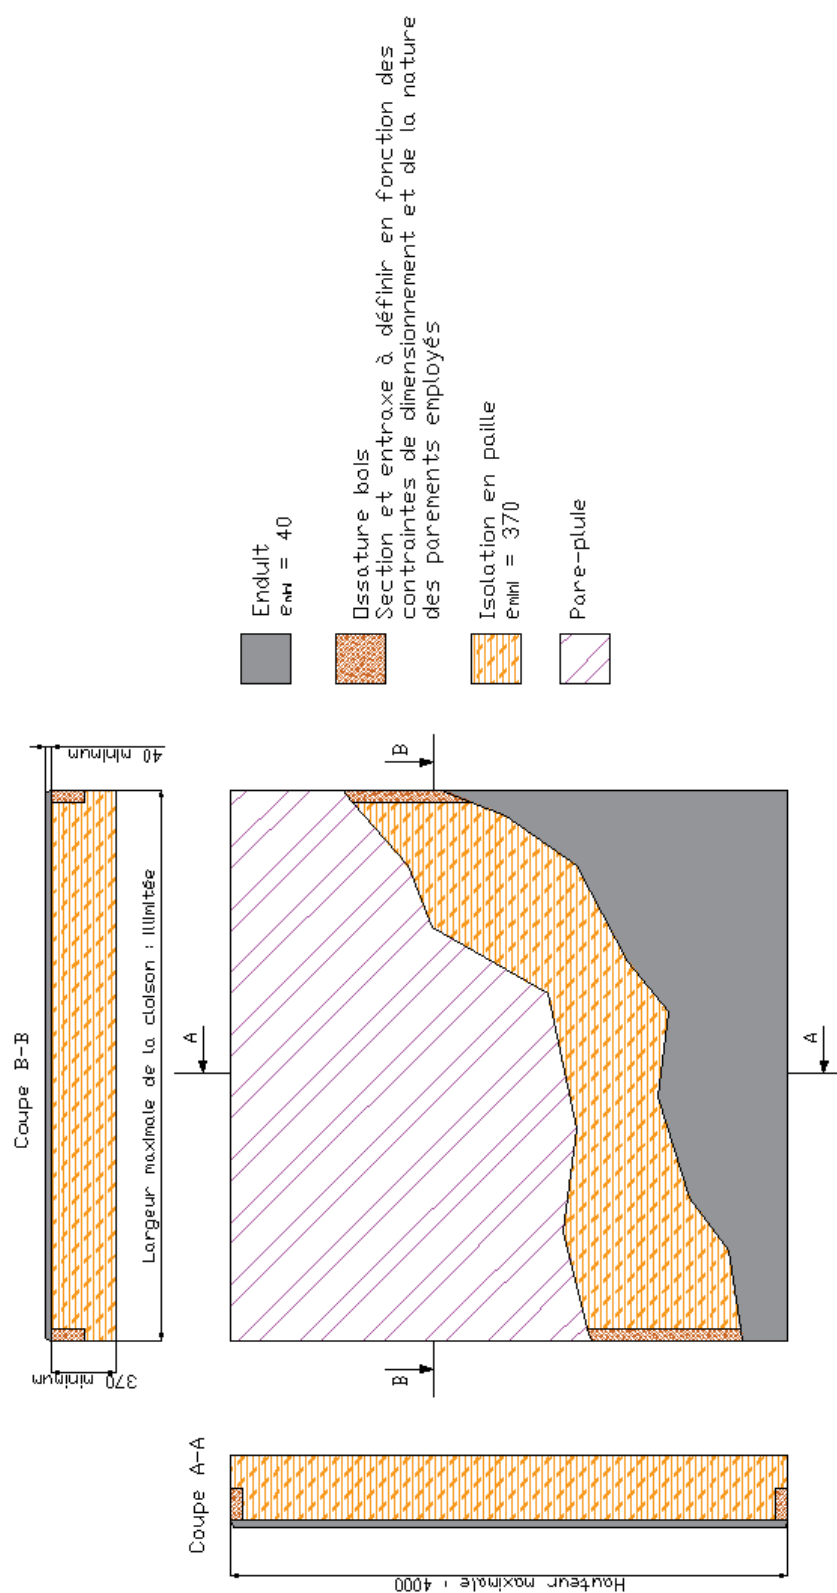 Coupe B-B
40 minimum
Largeur maximale de la cloison : illimitée
370 minimum
A
A
B
B
Coupe A-A
Hauteur maximale : 4000
Enduit
emini = 40
Ossature bois
Section et entraxe à définir en fonction des
contraintes de dimensionnement et de la nature
des parements employés
Isolation en paille
emini = 370
Pare-pluie